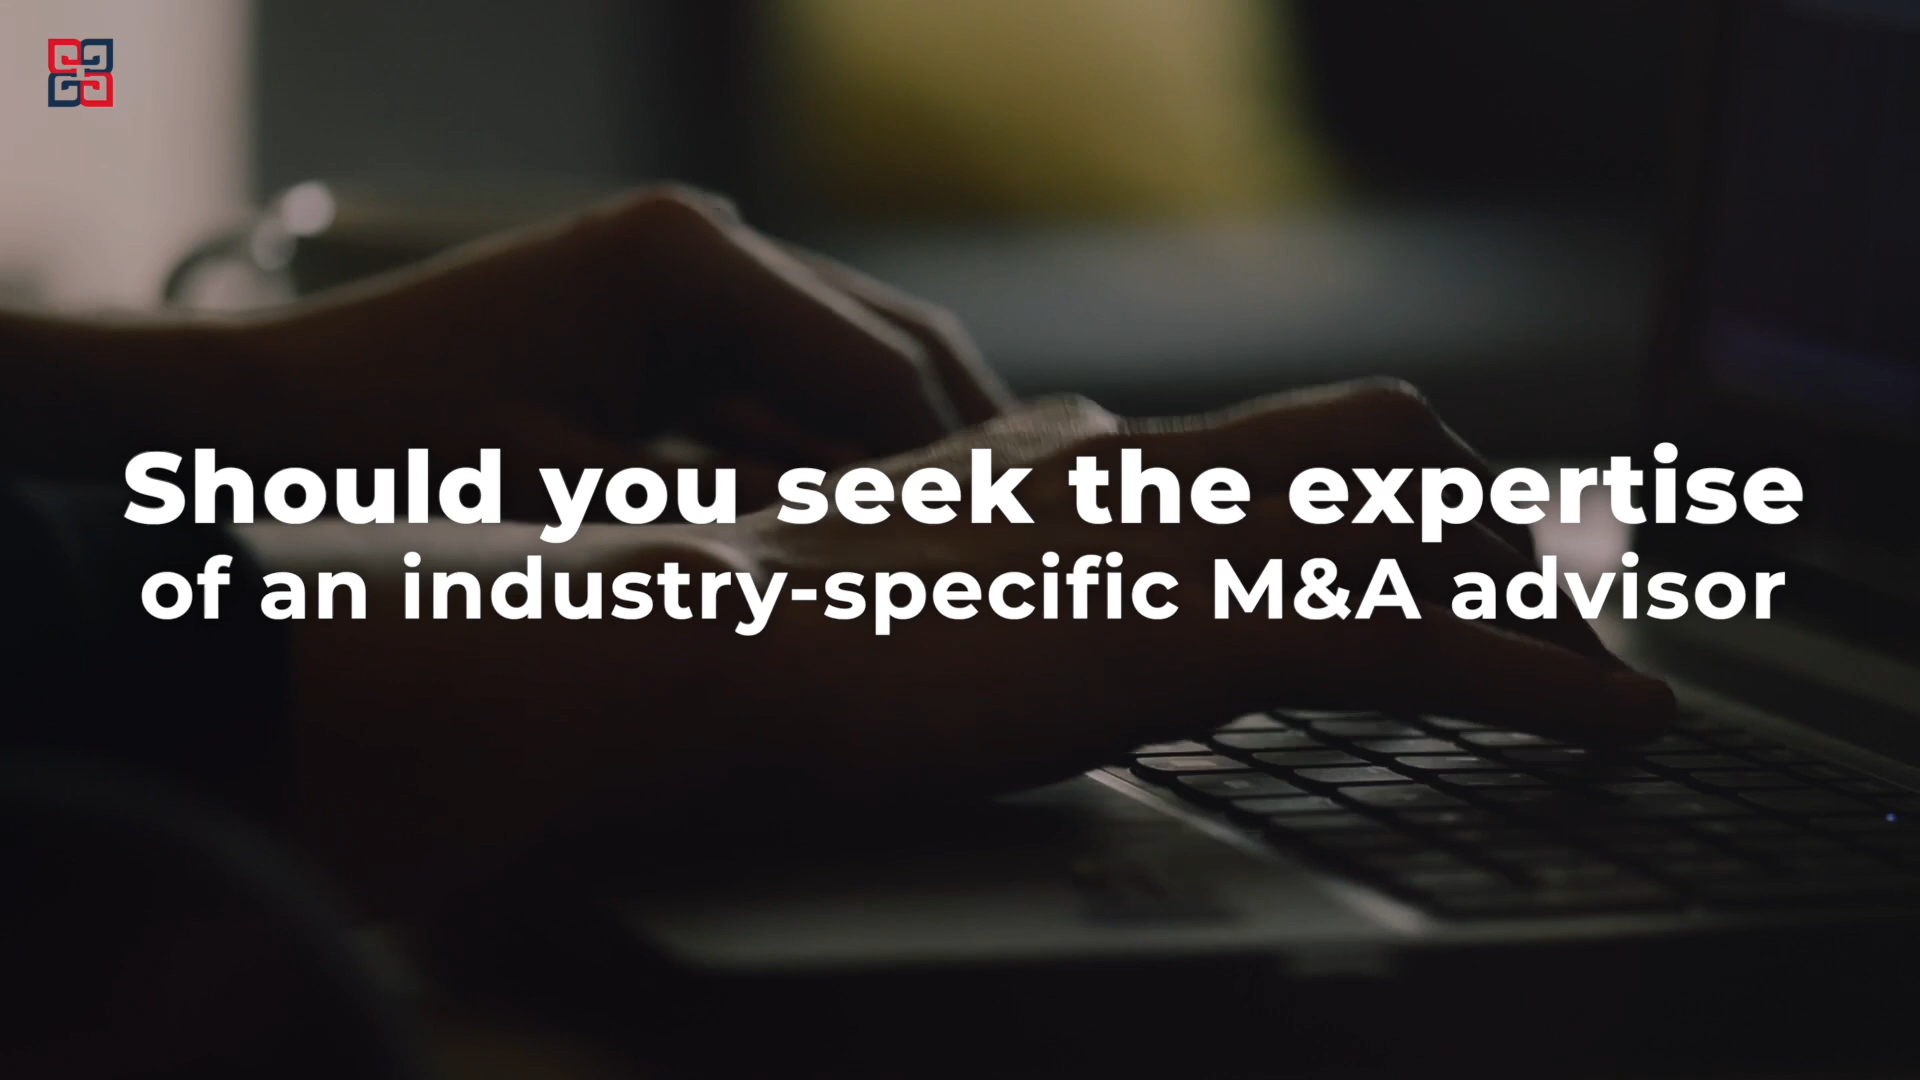 Should you seek the expertise
of an industry-specific M&A advisor